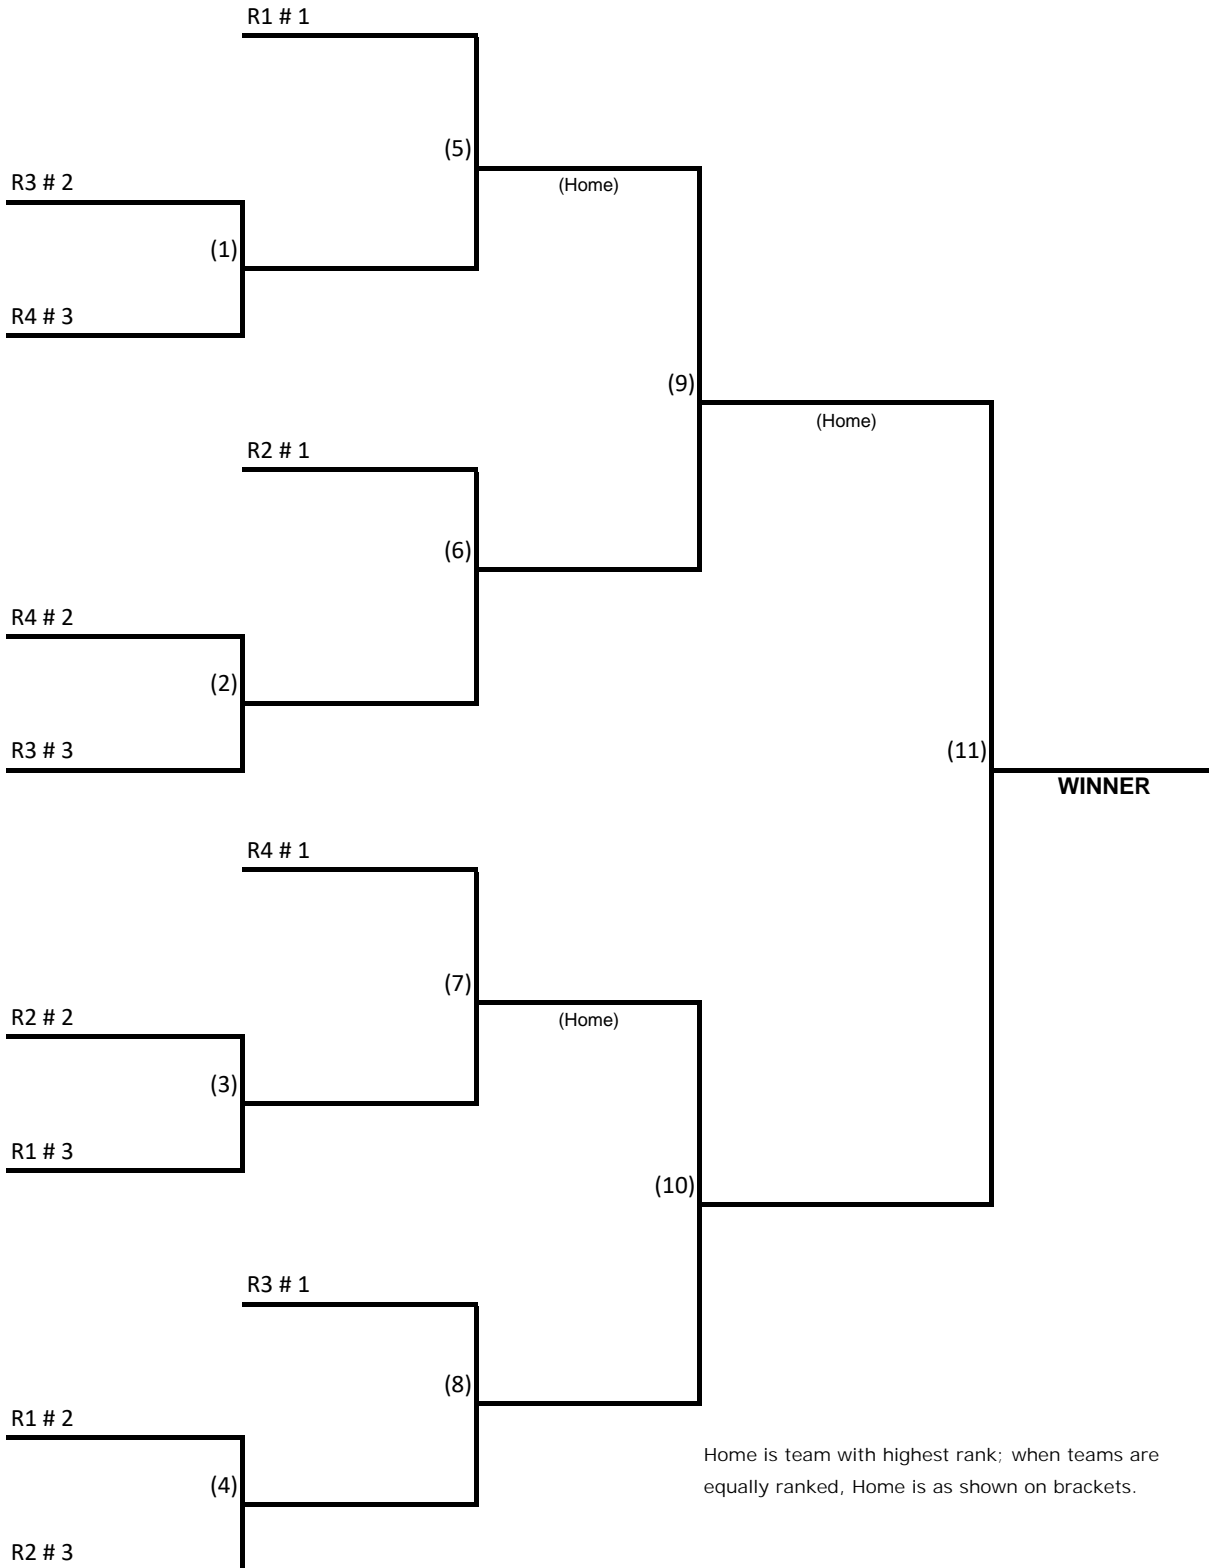 R1 # 1
(5)
(Home)
R3 # 2
(1)
R4 # 3
(9)
(Home)
R2 # 1
(6)
R4 # 2
(2)
R3 # 3
(11)
WINNER
R4 # 1
(7)
(Home)
R2 # 2
(3)
R1 # 3
(10)
R3 # 1
(8)
R1 # 2
Home is team with highest rank; when teams are
equally ranked, Home is as shown on brackets.
(4)
R2 # 3